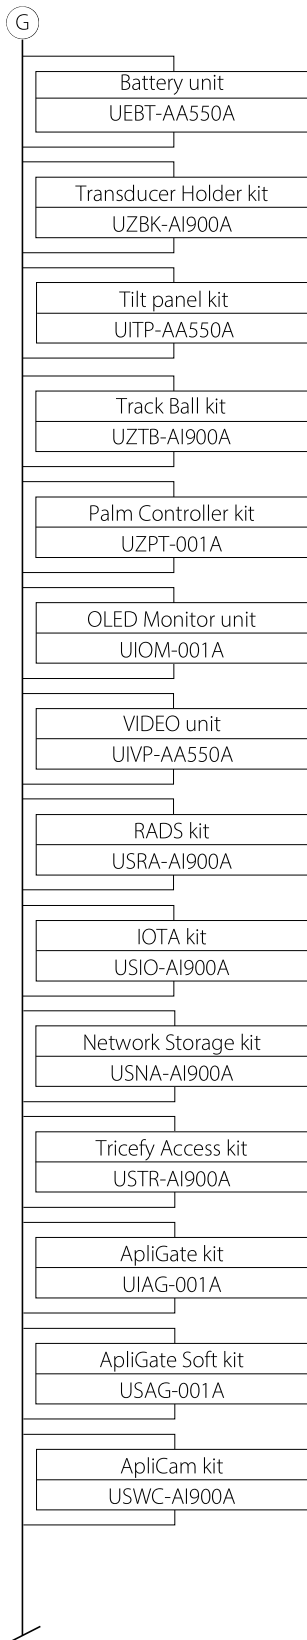 G
Battery unit
UEBT-AA550A
Transducer Holder kit
UZBK-AI900A
Tilt panel kit
UITP-AA550A
Track Ball kit
UZTB-AI900A
Palm Controller kit
UZPT-001A
OLED Monitor unit
UIOM-001A
VIDEO unit
UIVP-AA550A
RADS kit
USRA-AI900A
IOTA kit
USIO-AI900A
Network Storage kit
USNA-AI900A
Tricefy Access kit
USTR-AI900A
ApliGate kit
UIAG-001A
ApliGate Soft kit
USAG-001A
ApliCam kit
USWC-AI900A